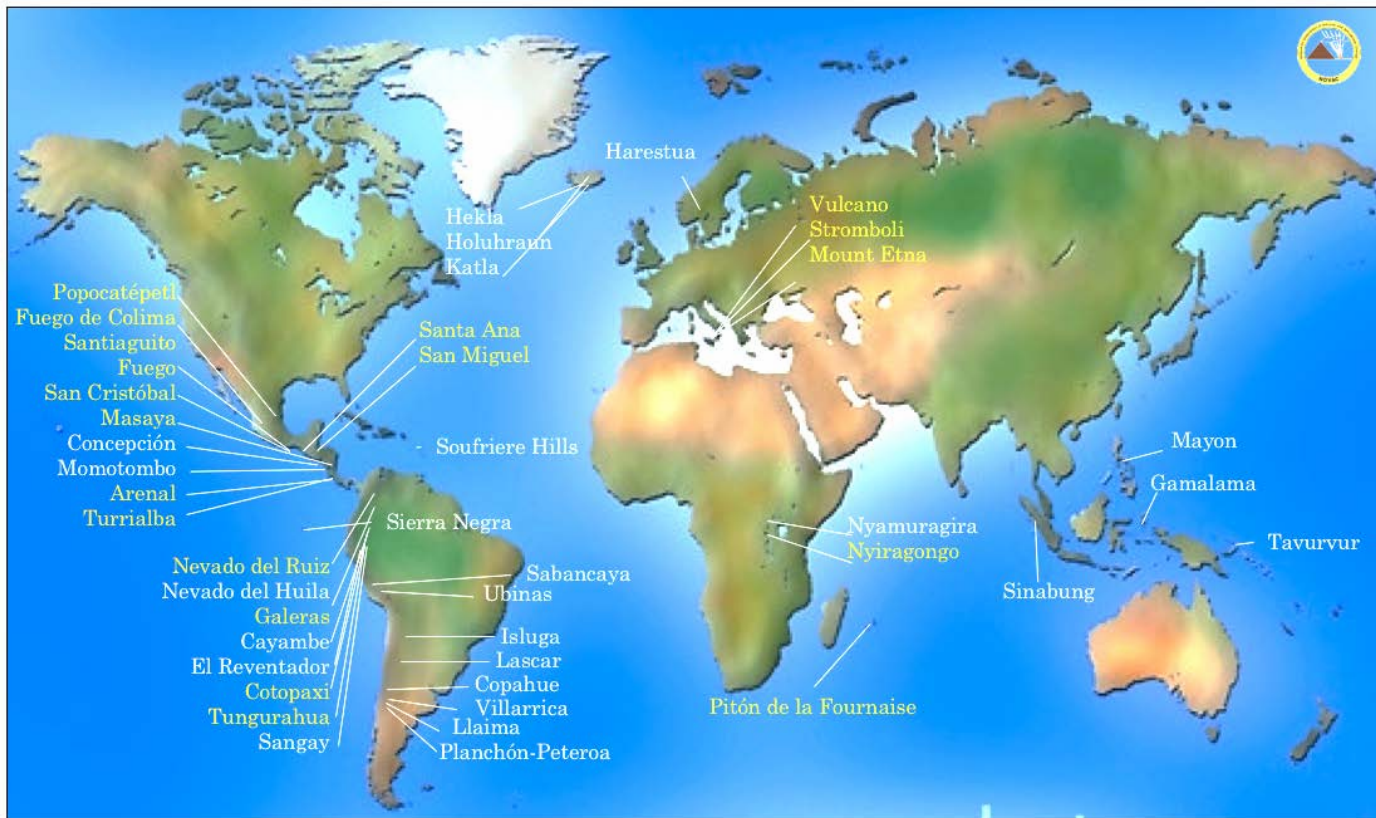 Harestua
Hekla
Holuhraun
Katla
Vulcano
Stromboli
Mount Etna
Popocatépetl
Fuego de Colima
Santiaguito
Fuego
San Cristóbal
Masaya
Concepción
Momotombo
Arenal
Turrialba
Santa Ana
San Miguel
Soufriere Hills
Sierra Negra
Nevado del Ruiz
Nevado del Huila
Galeras
Cayambe
El Reventador
Cotopaxi
Tungurahua
Sangay
Sabancaya
Ubinas
Isluga
Lascar
Copahue
Villarrica
Llaima
Planchón-Peteroa
Nyamuragira
Nyiragongo
Pitón de la Fournaise
Mayon
Gamalama
Tavurvur
Sinabung
NOVAC